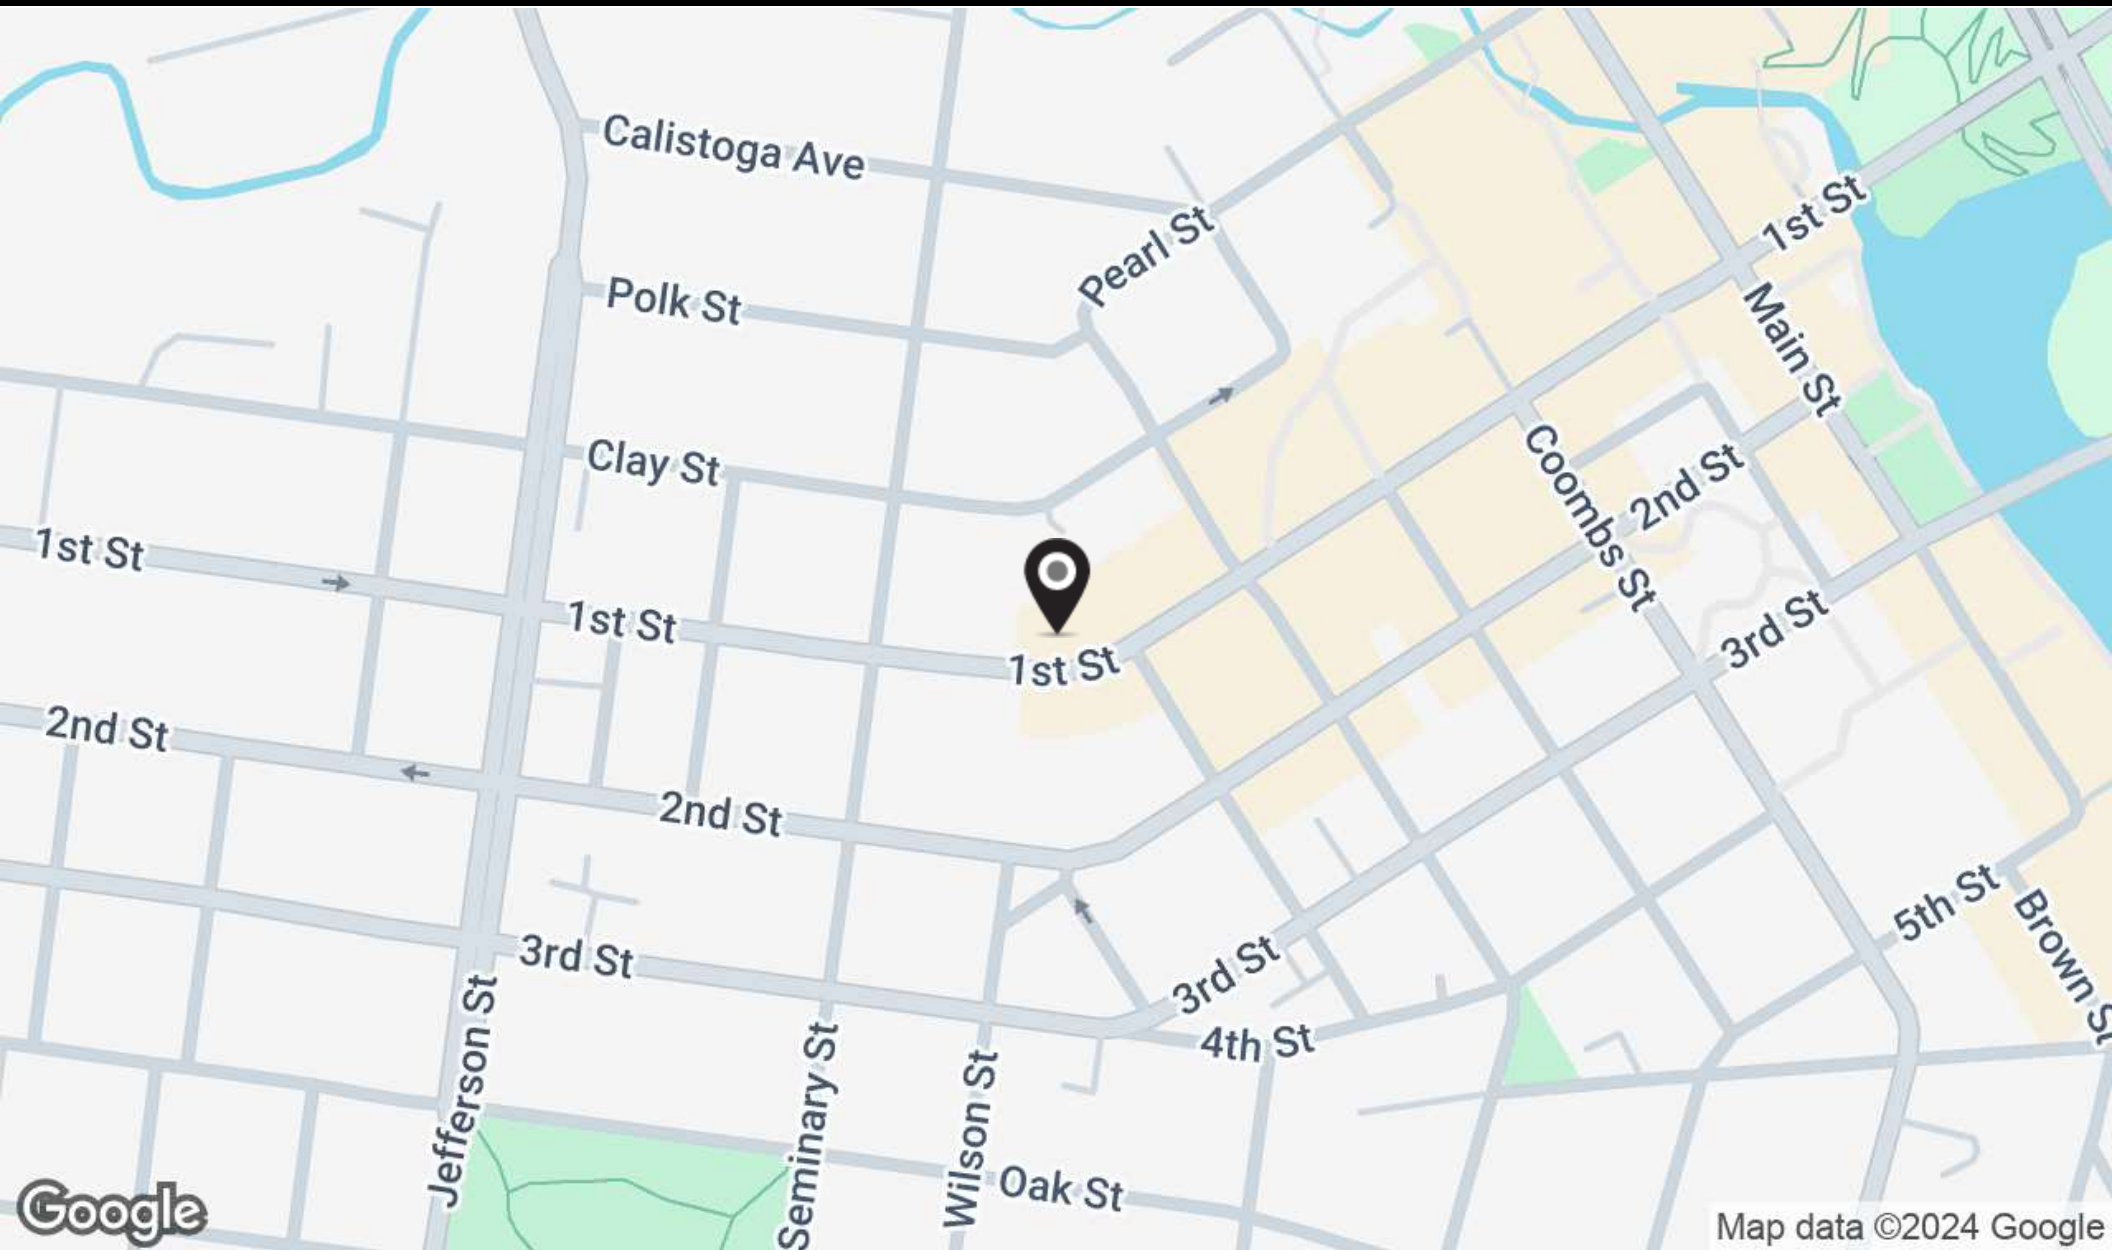 Calistoga Ave
Pearl St
1st St
Polk St
Main St
Clay St
Coombs St
2nd St
1st St
1st St
1st St
3rd St
2nd St
2nd St
5th St
Brown St
3rd St
3rd St
4th St
Jefferson St
Seminary St
Wilson St
Oak St
Google
Map data ©2024 Google